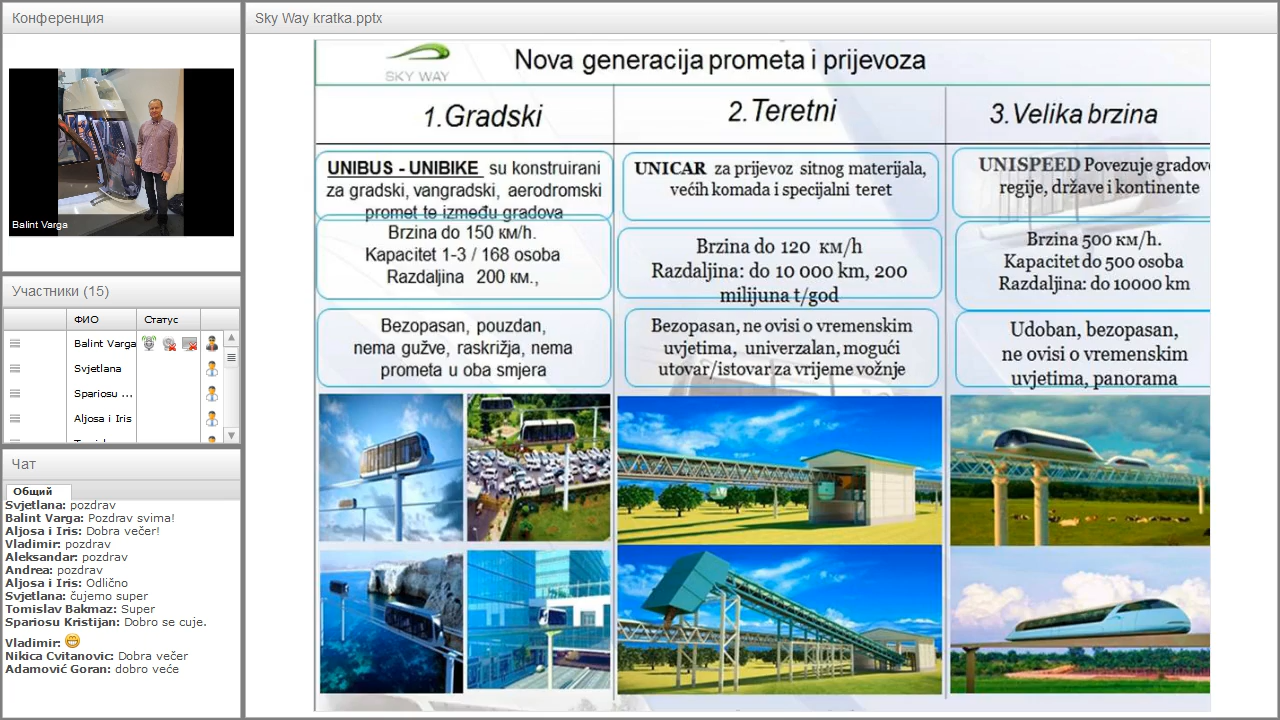 Конференция
Balint Varga
Участники (15)
ФИО
Статус
Balint Varga
Svjetlana
Spariosu ...
Aljosa i Iris
Чат
Общий
Svjetlana: pozdrav
Balint Varga: Pozdrav svima!
Aljosa i Iris: Dobra večer!
Vladimir: pozdrav
Aleksandar: pozdrav
Andrea: pozdrav
Aljosa i Iris: Odlično
Svjetlana: čujemo super
Tomislav Bakmaz: Super
Spariosu Kristijan: Dobro se cuje.
Vladimir:
Nikica Cvitanovic: Dobra večer
Adamović Goran: dobro veče
Sky Way kratka.pptx
SKY WAY
Nova generacija prometa i prijevoza
1.Gradski
UNIBUS - UNIBIKE su konstruirani
za gradski, vangradski, aerodromski
promet te između gradova
Brzina do 150 км/h.
Kapacitet 1-3 / 168 osoba
Razdaljina 200 км.,
Bezopasan, pouzdan,
nema gužve, raskrižja, nema
prometa u oba smjera
2.Teretni
UNICAR za prijevoz sitnog materijala,
većih komada i specijalni teret
Brzina do 120 км/h
Razdaljina: do 10 000 km, 200
milijuna t/god
Bezopasan, ne ovisi o vremenskim
uvjetima, univerzalan, mogući
utovar/istovar za vrijeme vožnje
3.Velika brzina
UNISPEED Povezuje gradov
regije, države i kontinente
Brzina 500 км/h.
Kapacitet do 500 osoba
Razdaljina: do 10000 km
Udoban, bezopasan,
ne ovisi o vremenskim
uvjetima, panorama